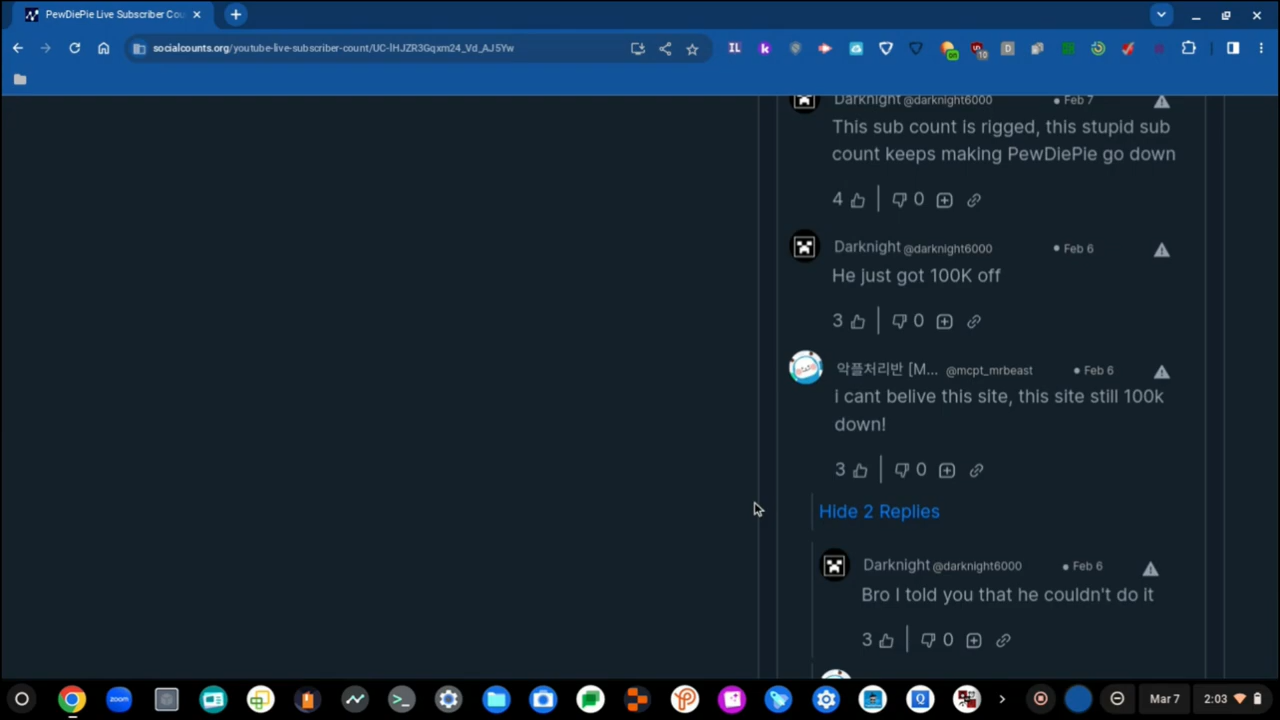 PewDiePie Live Subscriber Cou
socialcounts.org/youtube-live-subscriber-count/UC-lHJZR3Gqxm24_Vd_AJ5Yw
IL
k
on
10
D
Darknight @darknight6000 • Feb 7
This sub count is rigged, this stupid sub
count keeps making PewDiePie go down
4 0
Darknight @darknight6000 • Feb 6
He just got 100K off
3 0
악플처리반 [M... @mcpt_mrbeast • Feb 6
i cant belive this site, this site still 100k
down!
3 0
Hide 2 Replies
Darknight @darknight6000 • Feb 6
Bro I told you that he couldn't do it
3 0
zoom
Q
Mar 7
2:03